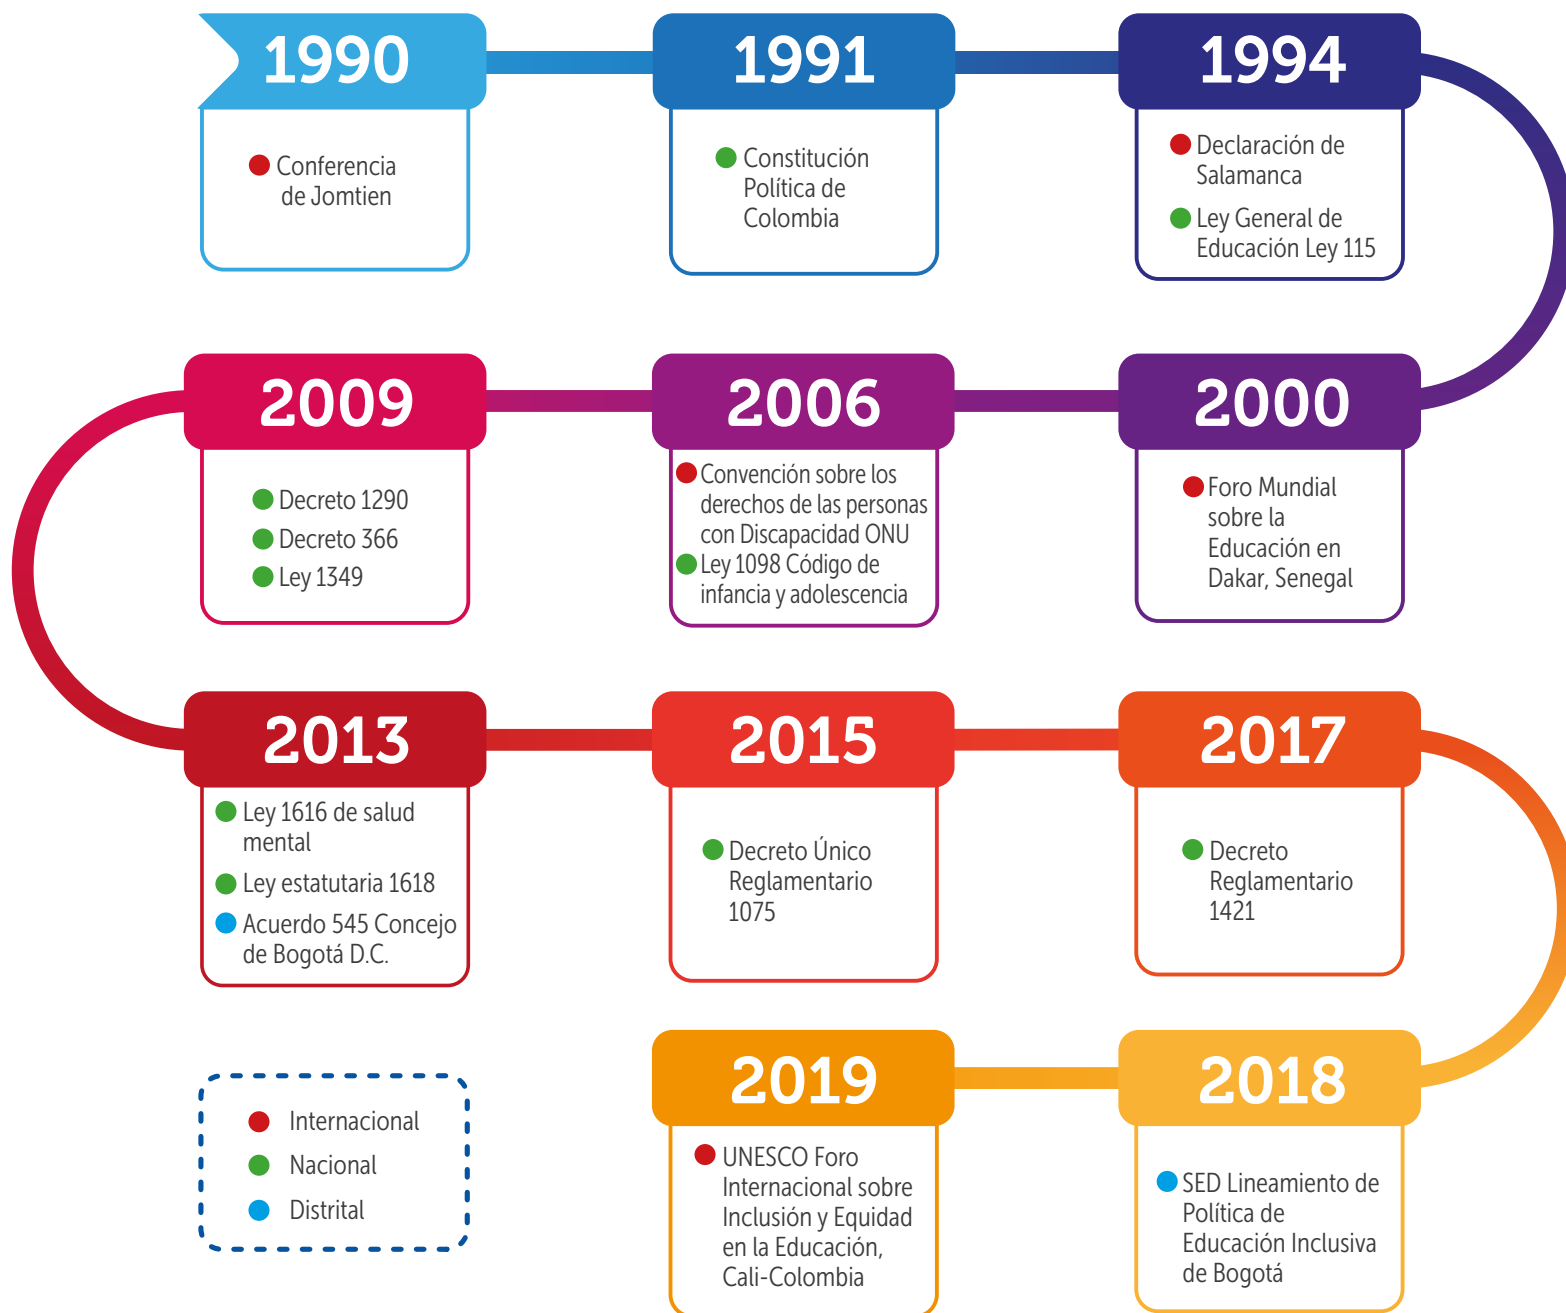 1990
Conferencia
de Jomtien
1991
Constitución
Política de
Colombia
1994
Declaración de
Salamanca
Ley General de
Educación Ley 115
2000
Foro Mundial
sobre la
Educación en
Dakar, Senegal
2006
Convención sobre los
derechos de las personas
con Discapacidad ONU
Ley 1098 Código de
infancia y adolescencia
2009
Decreto 1290
Decreto 366
Ley 1349
2013
Ley 1616 de salud
mental
Ley estatutaria 1618
Acuerdo 545 Concejo
de Bogotá D.C.
2015
Decreto Único
Reglamentario
1075
2017
Decreto
Reglamentario
1421
2018
SED Lineamiento de
Política de
Educación Inclusiva
de Bogotá
2019
UNESCO Foro
Internacional sobre
Inclusión y Equidad
en la Educación,
Cali-Colombia
Internacional
Nacional
Distrital